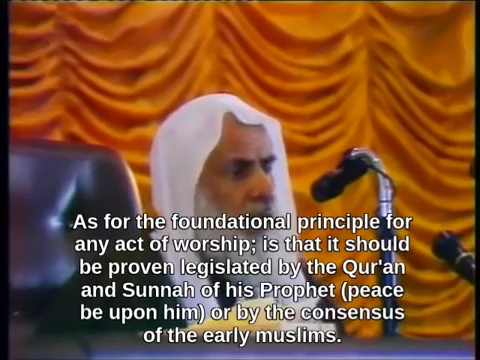 As for the foundational principle for
any act of worship; is that it should
be proven legislated by the Qur'an
and Sunnah of his Prophet (peace
be upon him) or by the consensus
of the early muslims.